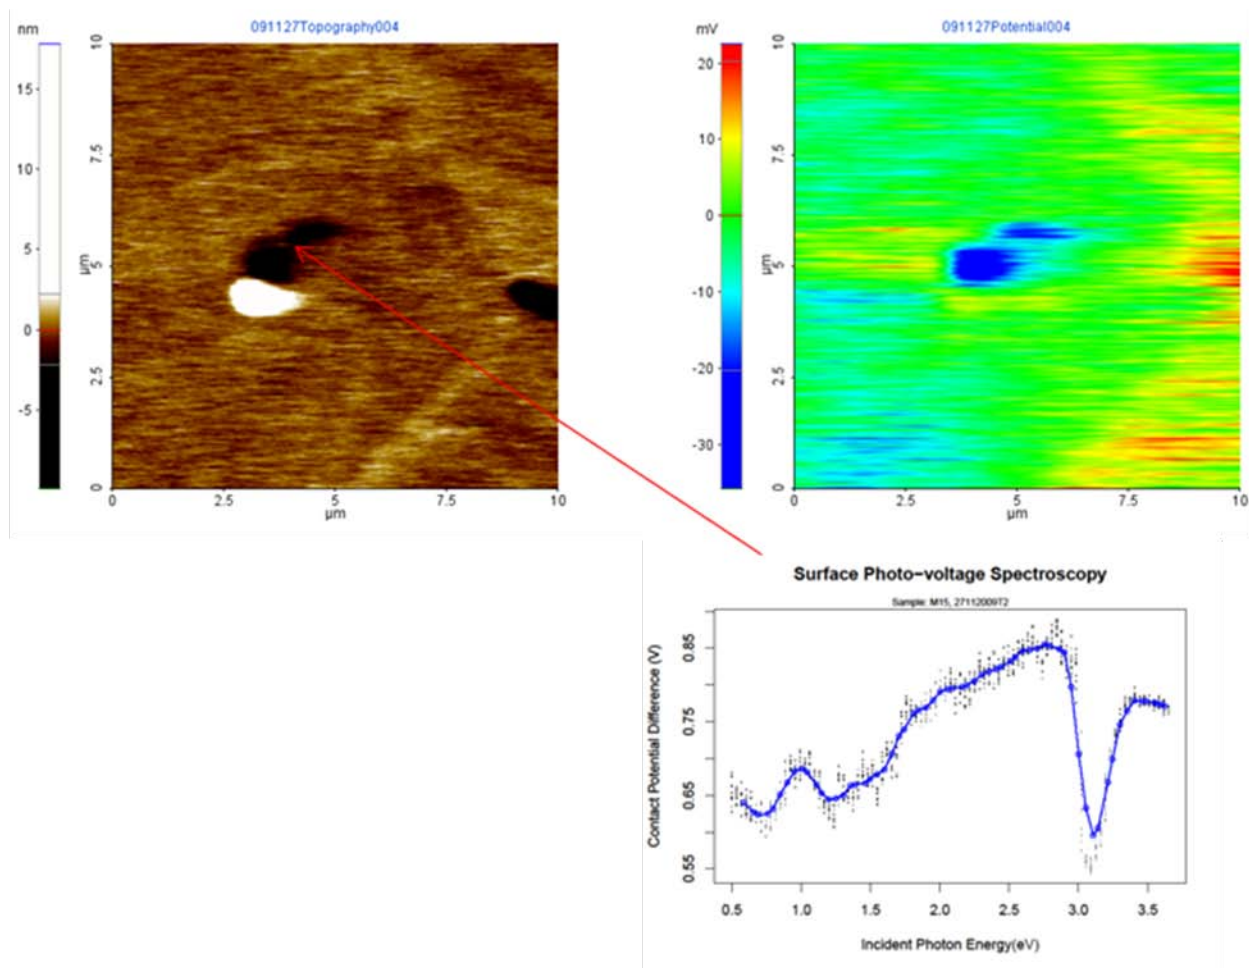 091127Topography004
nm
15
10
5
0
-5
10
7.5
5
2.5
0
µm
0 2.5 5 7.5 10
µm
091127Potential004
mV
20
10
0
-10
-20
-30
10
7.5
5
2.5
0
µm
0 2.5 5 7.5 10
µm
Surface Photo−voltage Spectroscopy
Sample: M15, 27112009T2
Contact Potential Difference (V)
0.85
0.75
0.65
0.55
0.5 1.0 1.5 2.0 2.5 3.0 3.5
Incident Photon Energy(eV)